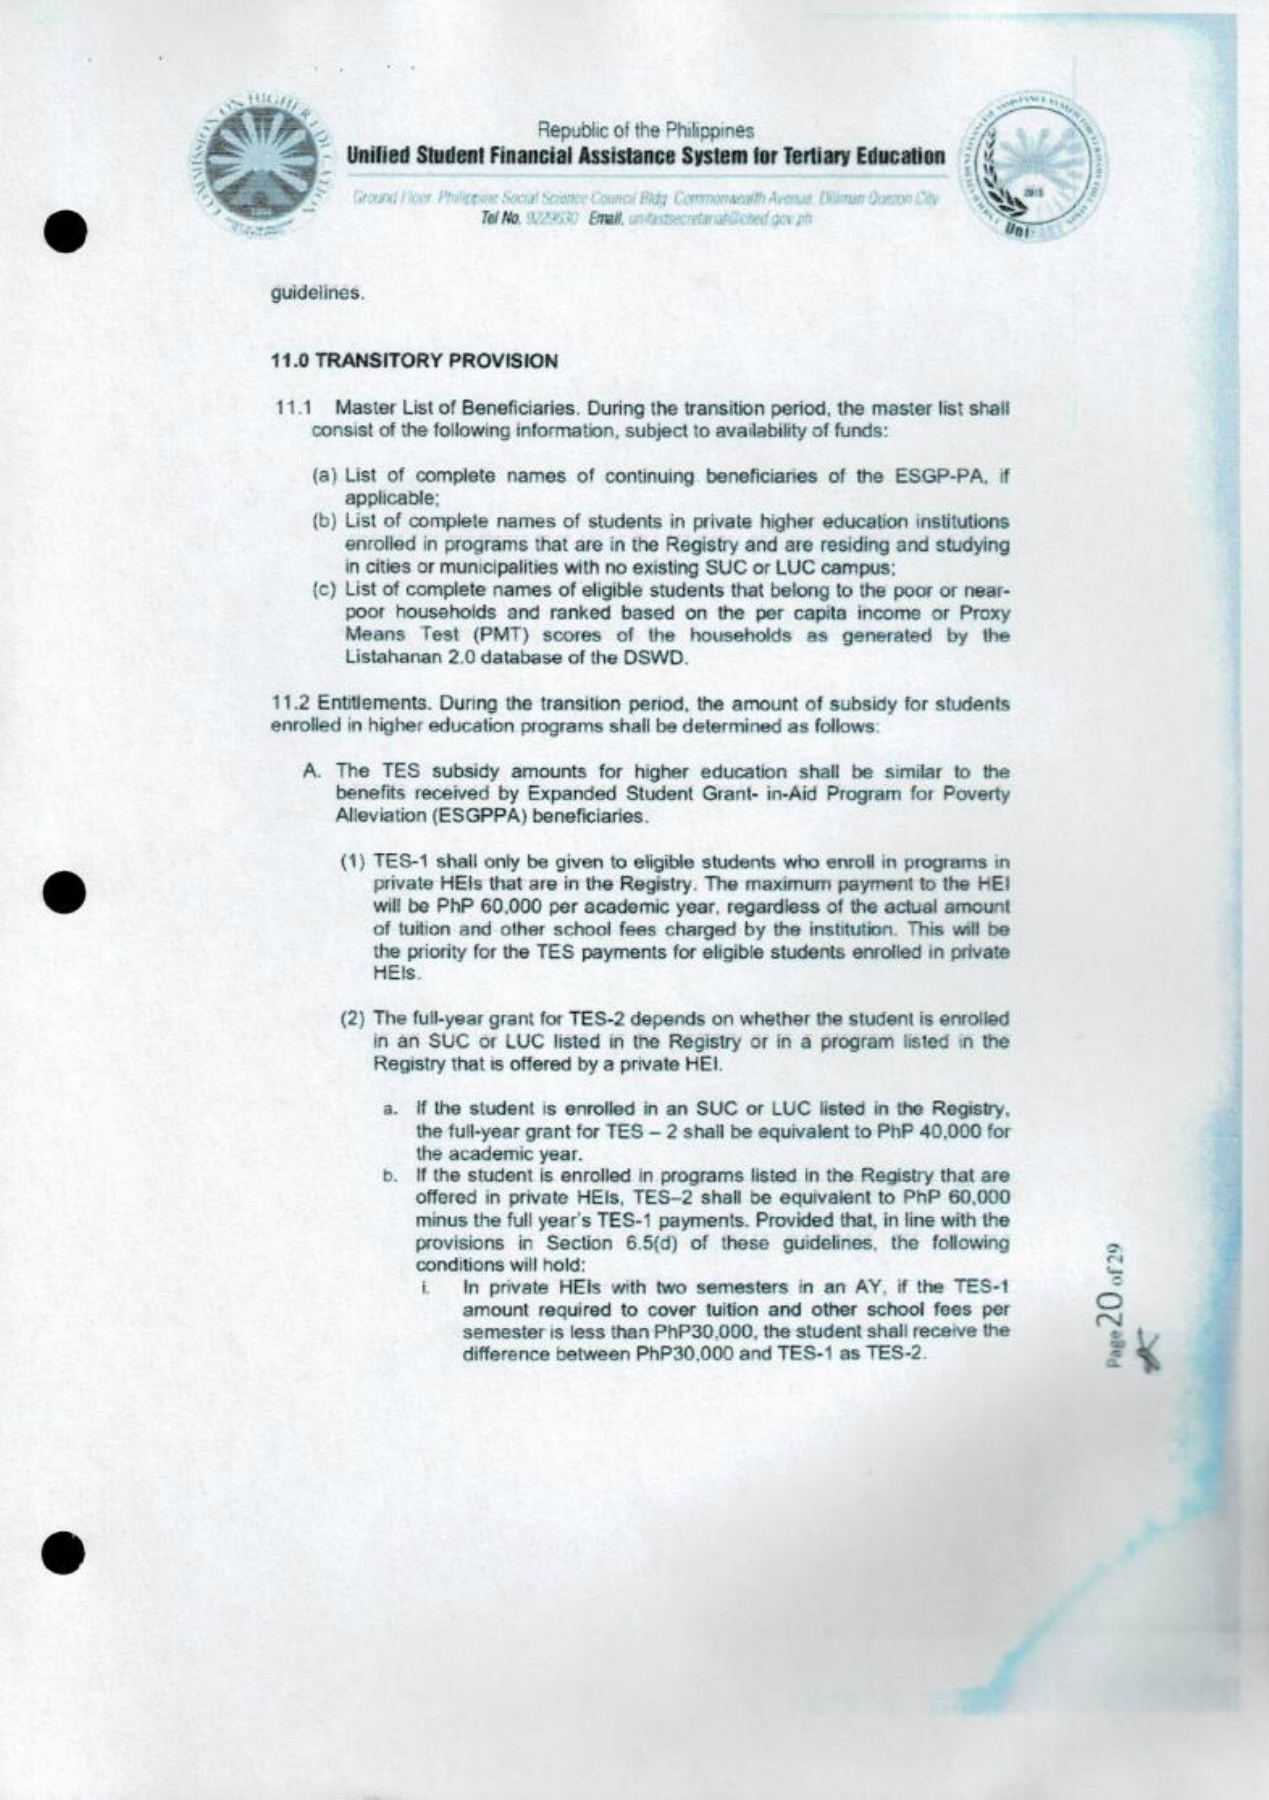 COMMISSION ON HIGHER EDUCATION
Republic of the Philippines
Unified Student Financial Assistance System for Tertiary Education
Ground Floor Philippine Social Science Council Bldg Commonwealth Avenue, Diliman Quezon City
Tel No. Email. unifastsecretariat@ched.gov.ph
2015
UniFAST
guidelines.
11.0 TRANSITORY PROVISION
11.1 Master List of Beneficiaries. During the transition period, the master list shall
consist of the following information, subject to availability of funds:
(a) List of complete names of continuing beneficiaries of the ESGP-PA, if
applicable;
(b) List of complete names of students in private higher education institutions
enrolled in programs that are in the Registry and are residing and studying
in cities or municipalities with no existing SUC or LUC campus;
(c) List of complete names of eligible students that belong to the poor or near-
poor households and ranked based on the per capita income or Proxy
Means Test (PMT) scores of the households as generated by the
Listahanan 2.0 database of the DSWD.
11.2 Entitlements. During the transition period, the amount of subsidy for students
enrolled in higher education programs shall be determined as follows:
A. The TES subsidy amounts for higher education shall be similar to the
benefits received by Expanded Student Grant- in-Aid Program for Poverty
Alleviation (ESGPPA) beneficiaries.
(1) TES-1 shall only be given to eligible students who enroll in programs in
private HEIs that are in the Registry. The maximum payment to the HEI
will be PhP 60,000 per academic year, regardless of the actual amount
of tuition and other school fees charged by the institution. This will be
the priority for the TES payments for eligible students enrolled in private
HEIs.
(2) The full-year grant for TES-2 depends on whether the student is enrolled
in an SUC or LUC listed in the Registry or in a program listed in the
Registry that is offered by a private HEI.
a. If the student is enrolled in an SUC or LUC listed in the Registry,
the full-year grant for TES – 2 shall be equivalent to PhP 40,000 for
the academic year.
b. If the student is enrolled in programs listed in the Registry that are
offered in private HEIs, TES–2 shall be equivalent to PhP 60,000
minus the full year's TES-1 payments. Provided that, in line with the
provisions in Section 6.5(d) of these guidelines, the following
conditions will hold:
i. In private HEIs with two semesters in an AY, if the TES-1
amount required to cover tuition and other school fees per
semester is less than PhP30,000, the student shall receive the
difference between PhP30,000 and TES-1 as TES-2.
Page 20 of 29